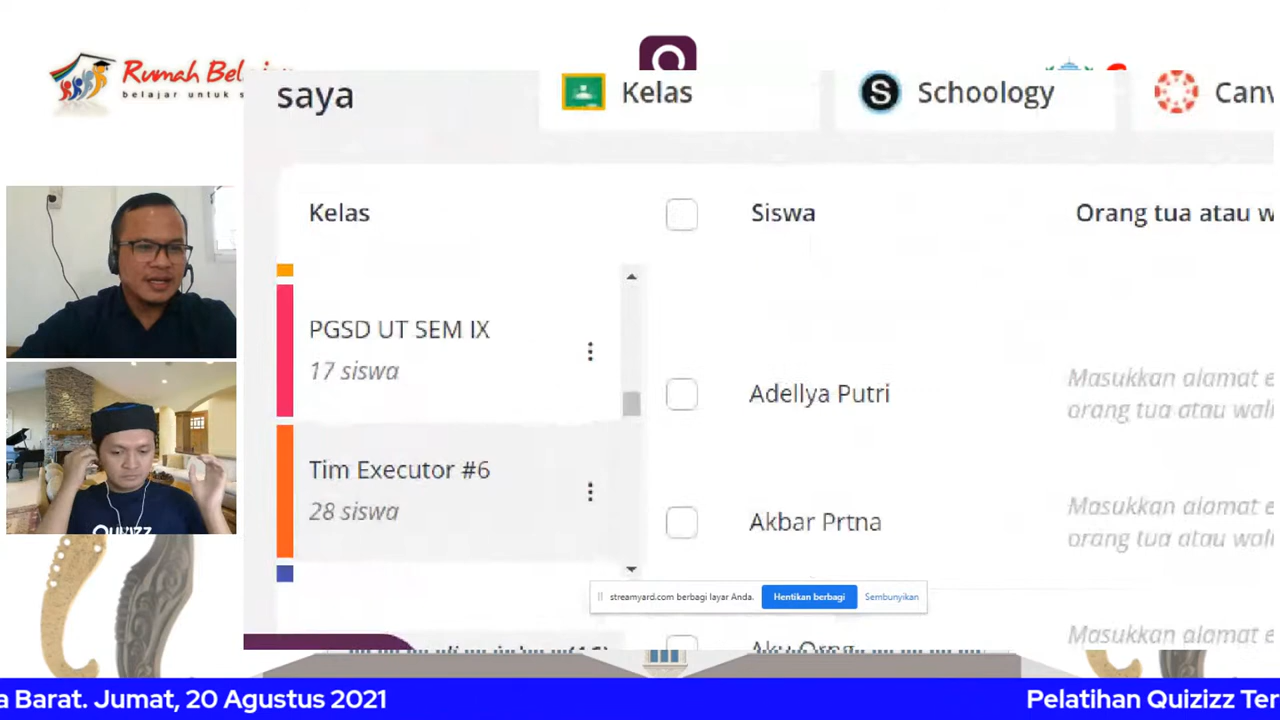 Rumah Bel
belajar untuk s
saya
Kelas
Schoology
Canv
Kelas
Siswa
Orang tua atau w
PGSD UT SEM IX
17 siswa
Adellya Putri
Masukkan alamat e
orang tua atau wali
Tim Executor #6
28 siswa
Akbar Prtna
Masukkan alamat e
orang tua atau wali
streamyard.com berbagi layar Anda.
Hentikan berbagi
Sembunyikan
Masukkan alamat e
Quizizz
a Barat. Jumat, 20 Agustus 2021
Pelatihan Quizizz Ter